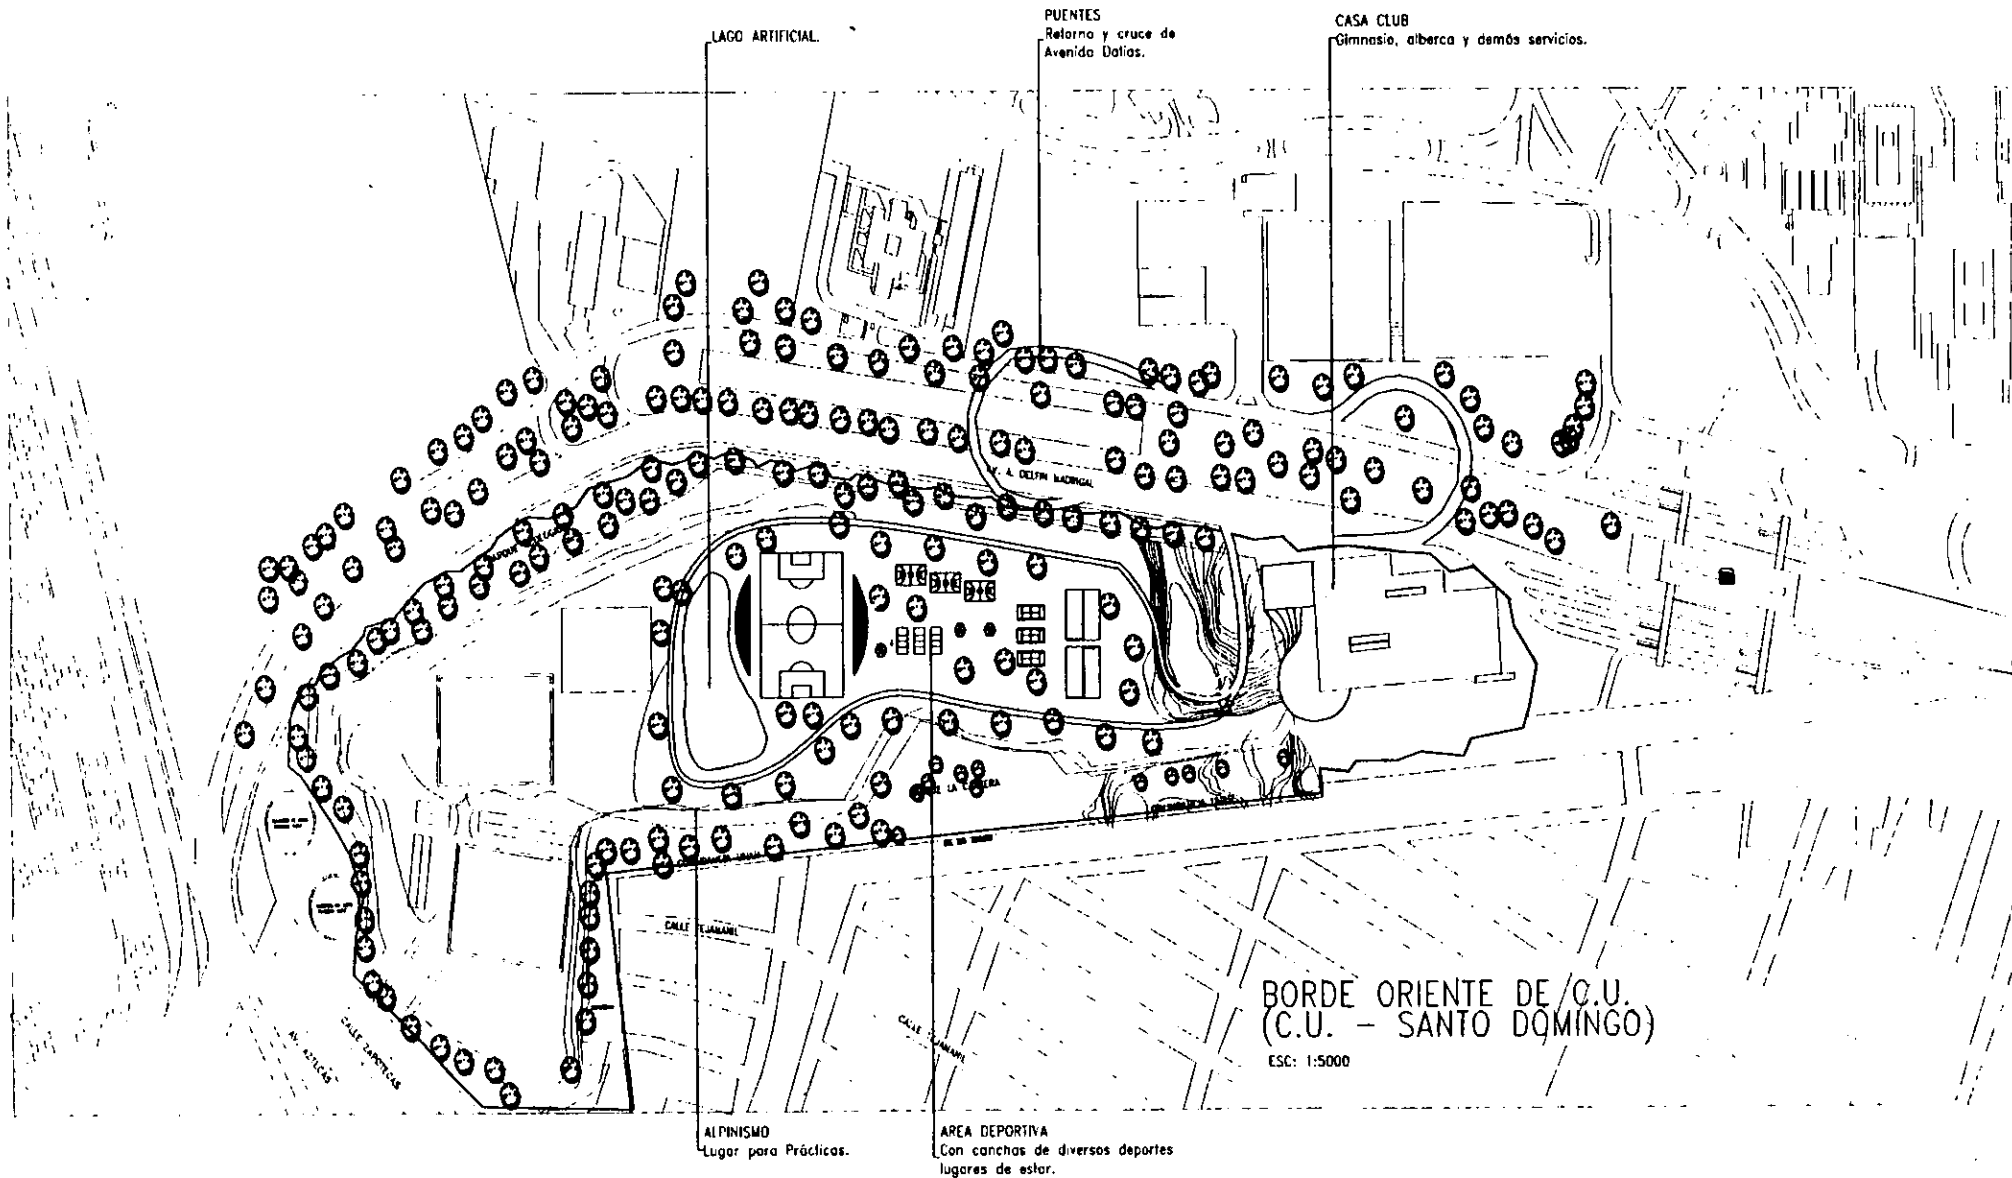 LAGO ARTIFICIAL.
PUENTES
Retorno y cruce de
Avenida Dalias.
CASA CLUB
Gimnasio, alberca y demás servicios.
A. DELFIN MADRIGAL
CALLE TEJAMANIL
CALLE TEJAMANIL
AV. AZTECAS
CALLE ZAPOTECAS
BORDE ORIENTE DE C.U.
(C.U. - SANTO DOMINGO)
ESC: 1:5000
ALPINISMO
Lugar para Prácticas.
AREA DEPORTIVA
Con canchas de diversos deportes
lugares de estar.